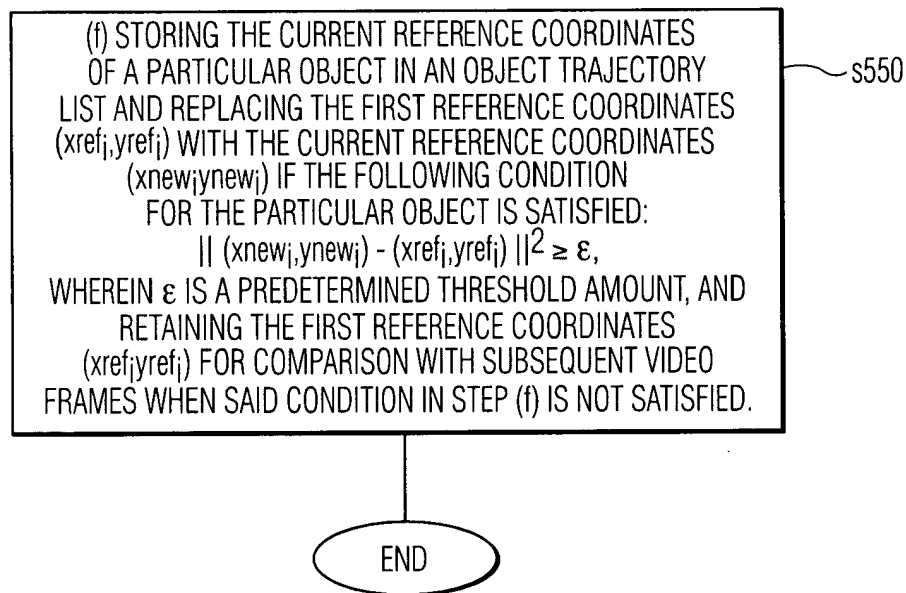 (f) STORING THE CURRENT REFERENCE COORDINATES
OF A PARTICULAR OBJECT IN AN OBJECT TRAJECTORY
LIST AND REPLACING THE FIRST REFERENCE COORDINATES
(xrefᵢ,yrefᵢ) WITH THE CURRENT REFERENCE COORDINATES
(xnewᵢynewᵢ) IF THE FOLLOWING CONDITION
FOR THE PARTICULAR OBJECT IS SATISFIED:
|| (xnewᵢ,ynewᵢ) - (xrefᵢ,yrefᵢ) ||² ≥ ε,
WHEREIN ε IS A PREDETERMINED THRESHOLD AMOUNT, AND
RETAINING THE FIRST REFERENCE COORDINATES
(xrefᵢyrefᵢ) FOR COMPARISON WITH SUBSEQUENT VIDEO
FRAMES WHEN SAID CONDITION IN STEP (f) IS NOT SATISFIED.
s550
END